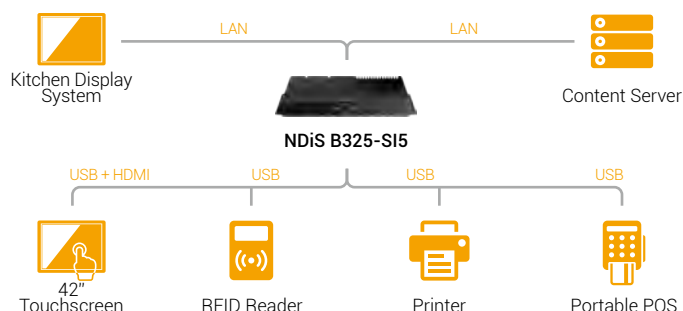 LAN
LAN
Kitchen Display
System
Content Server
NDiS B325-SI5
USB + HDMI
USB
USB
USB
42"
Touchscreen
RFID Reader
Printer
Portable POS